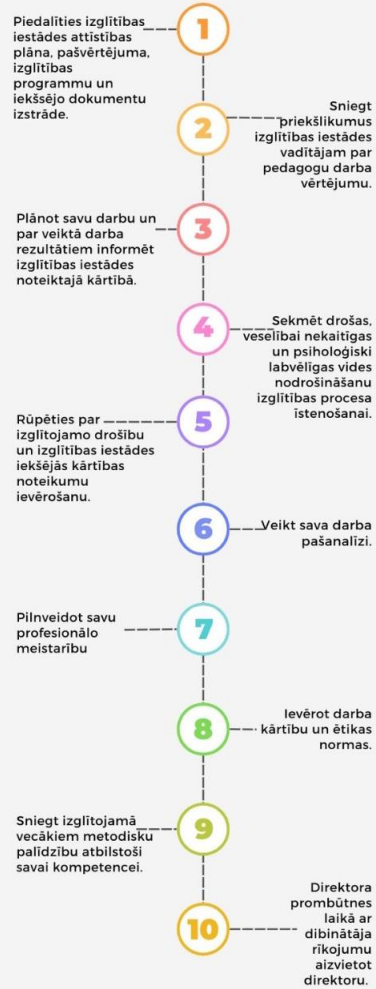 Piedalīties izglītības
iestādes attīstības
plāna, pašvērtējuma,
izglītības
programmu un
iekšsējo dokumentu
izstrāde.
1
2
Sniegt
priekšlikumus
izglītības iestādes
vadītājam par
pedagogu darba
vērtējumu.
Plānot savu darbu un
par veiktā darba
rezultātiem informēt
izglītības iestādes
noteiktajā kārtībā.
3
4
Sekmēt drošas,
veselībai nekaitīgas
un psiholoģiski
labvēlīgas vides
nodrošināšanu
izglītības procesa
īstenošanai.
Rūpēties par
izglītojamo drošību
un izglītības iestādes
iekšējās kārtības
noteikumu
ievērošanu.
5
6
Veikt sava darba
pašanalīzi.
Pilnveidot savu
profesionālo
meistarību
7
8
Ievērot darba
kārtību un ētikas
normas.
Sniegt izglītojamā
vecākiem metodisku
palīdzību atbilstoši
savai kompetencei.
9
10
Direktora
prombūtnes
laikā ar
dibinātāja
rīkojumu
aizvietot
direktoru.